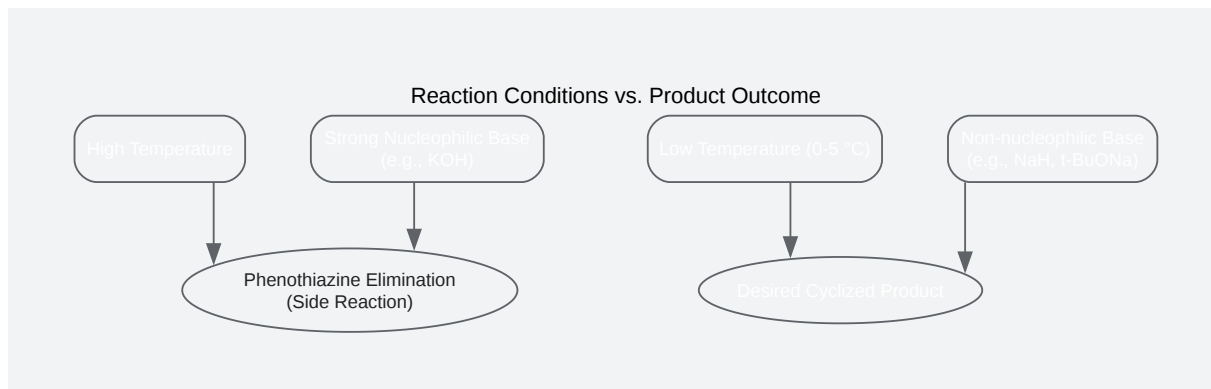 Reaction Conditions vs. Product Outcome
High Temperature
Strong Nucleophilic Base
(e.g., KOH)
Low Temperature (0-5 °C)
Non-nucleophilic Base
(e.g., NaH, t-BuONa)
Phenothiazine Elimination
(Side Reaction)
Desired Cyclized Product